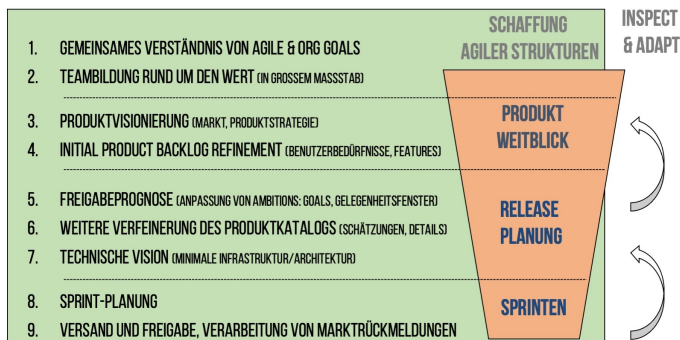 SCHAFFUNG
AGILER STRUKTUREN
INSPECT
& ADAPT
1. GEMEINSAMES VERSTÄNDNIS VON AGILE & ORG GOALS
2. TEAMBILDUNG RUND UM DEN WERT (IN GROSSEM MASSSTAB)
3. PRODUKTVISIONIERUNG (MARKT, PRODUKTSTRATEGIE)
4. INITIAL PRODUCT BACKLOG REFINEMENT (BENUTZERBEDÜRFNISSE, FEATURES)
PRODUKT
WEITBLICK
5. FREIGABEPROGNOSE (ANPASSUNG VON AMBITIONS: GOALS, GELEGENHEITSFENSTER)
6. WEITERE VERFEINERUNG DES PRODUKTKATALOGS (SCHÄTZUNGEN, DETAILS)
7. TECHNISCHE VISION (MINIMALE INFRASTRUKTUR/ARCHITEKTUR)
RELEASE
PLANUNG
8. SPRINT-PLANUNG
9. VERSAND UND FREIGABE, VERARBEITUNG VON MARKTRÜCKMELDUNGEN
SPRINTEN